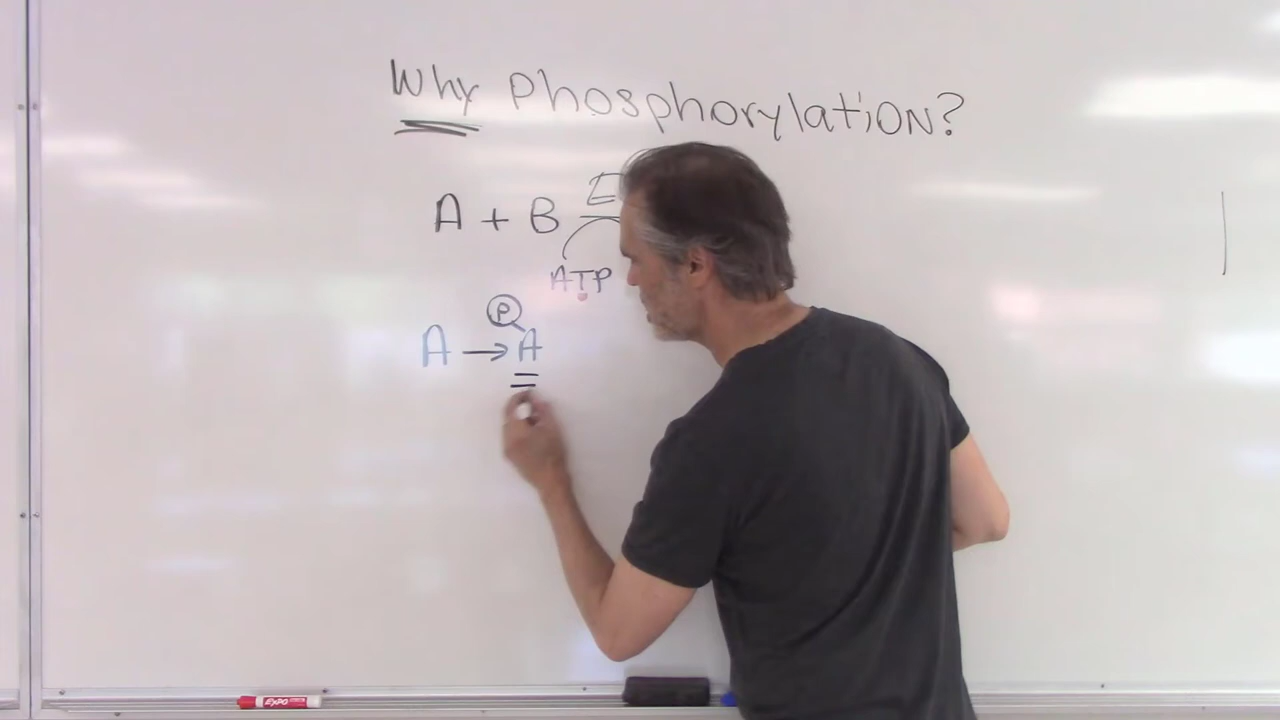 Why Phosphorylation?
E
A + B
ATP
P
A → A
EXPO